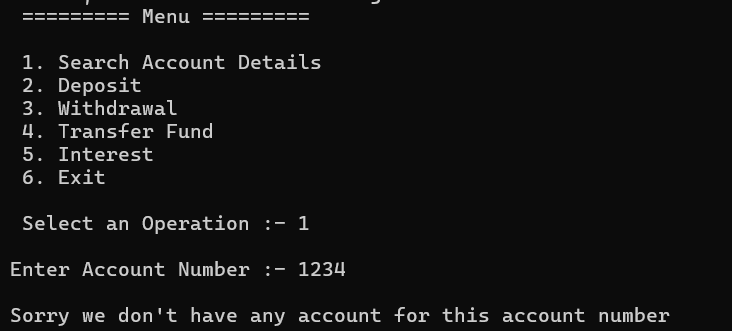 ========= Menu =========
1. Search Account Details
2. Deposit
3. Withdrawal
4. Transfer Fund
5. Interest
6. Exit
Select an Operation :- 1
Enter Account Number :- 1234
Sorry we don't have any account for this account number